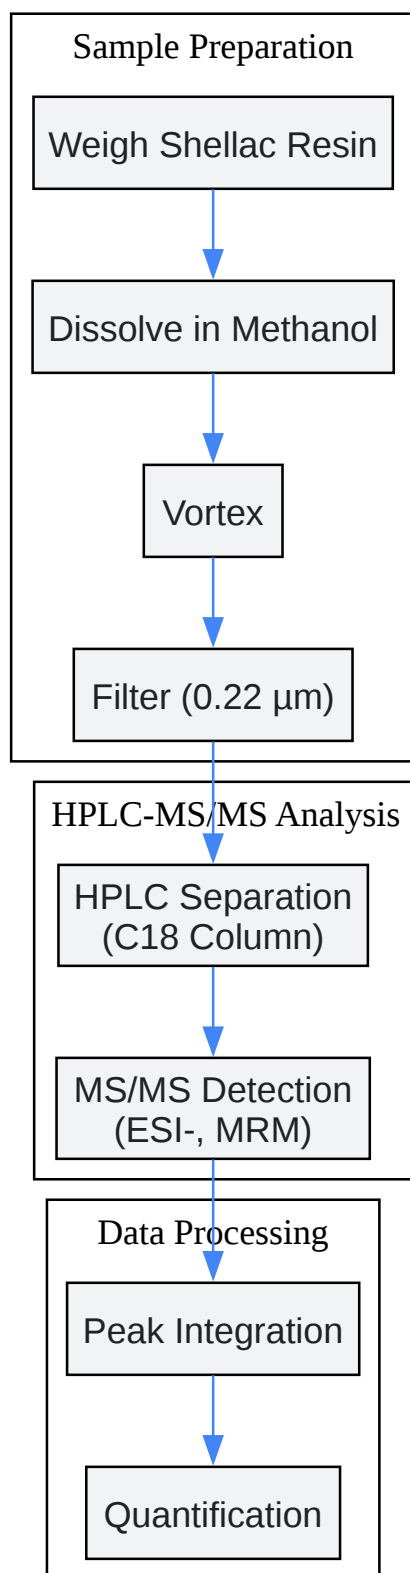 Sample Preparation
Weigh Shellac Resin
Dissolve in Methanol
Vortex
Filter (0.22 µm)
HPLC-MS/MS Analysis
HPLC Separation
(C18 Column)
MS/MS Detection
(ESI-, MRM)
Data Processing
Peak Integration
Quantification